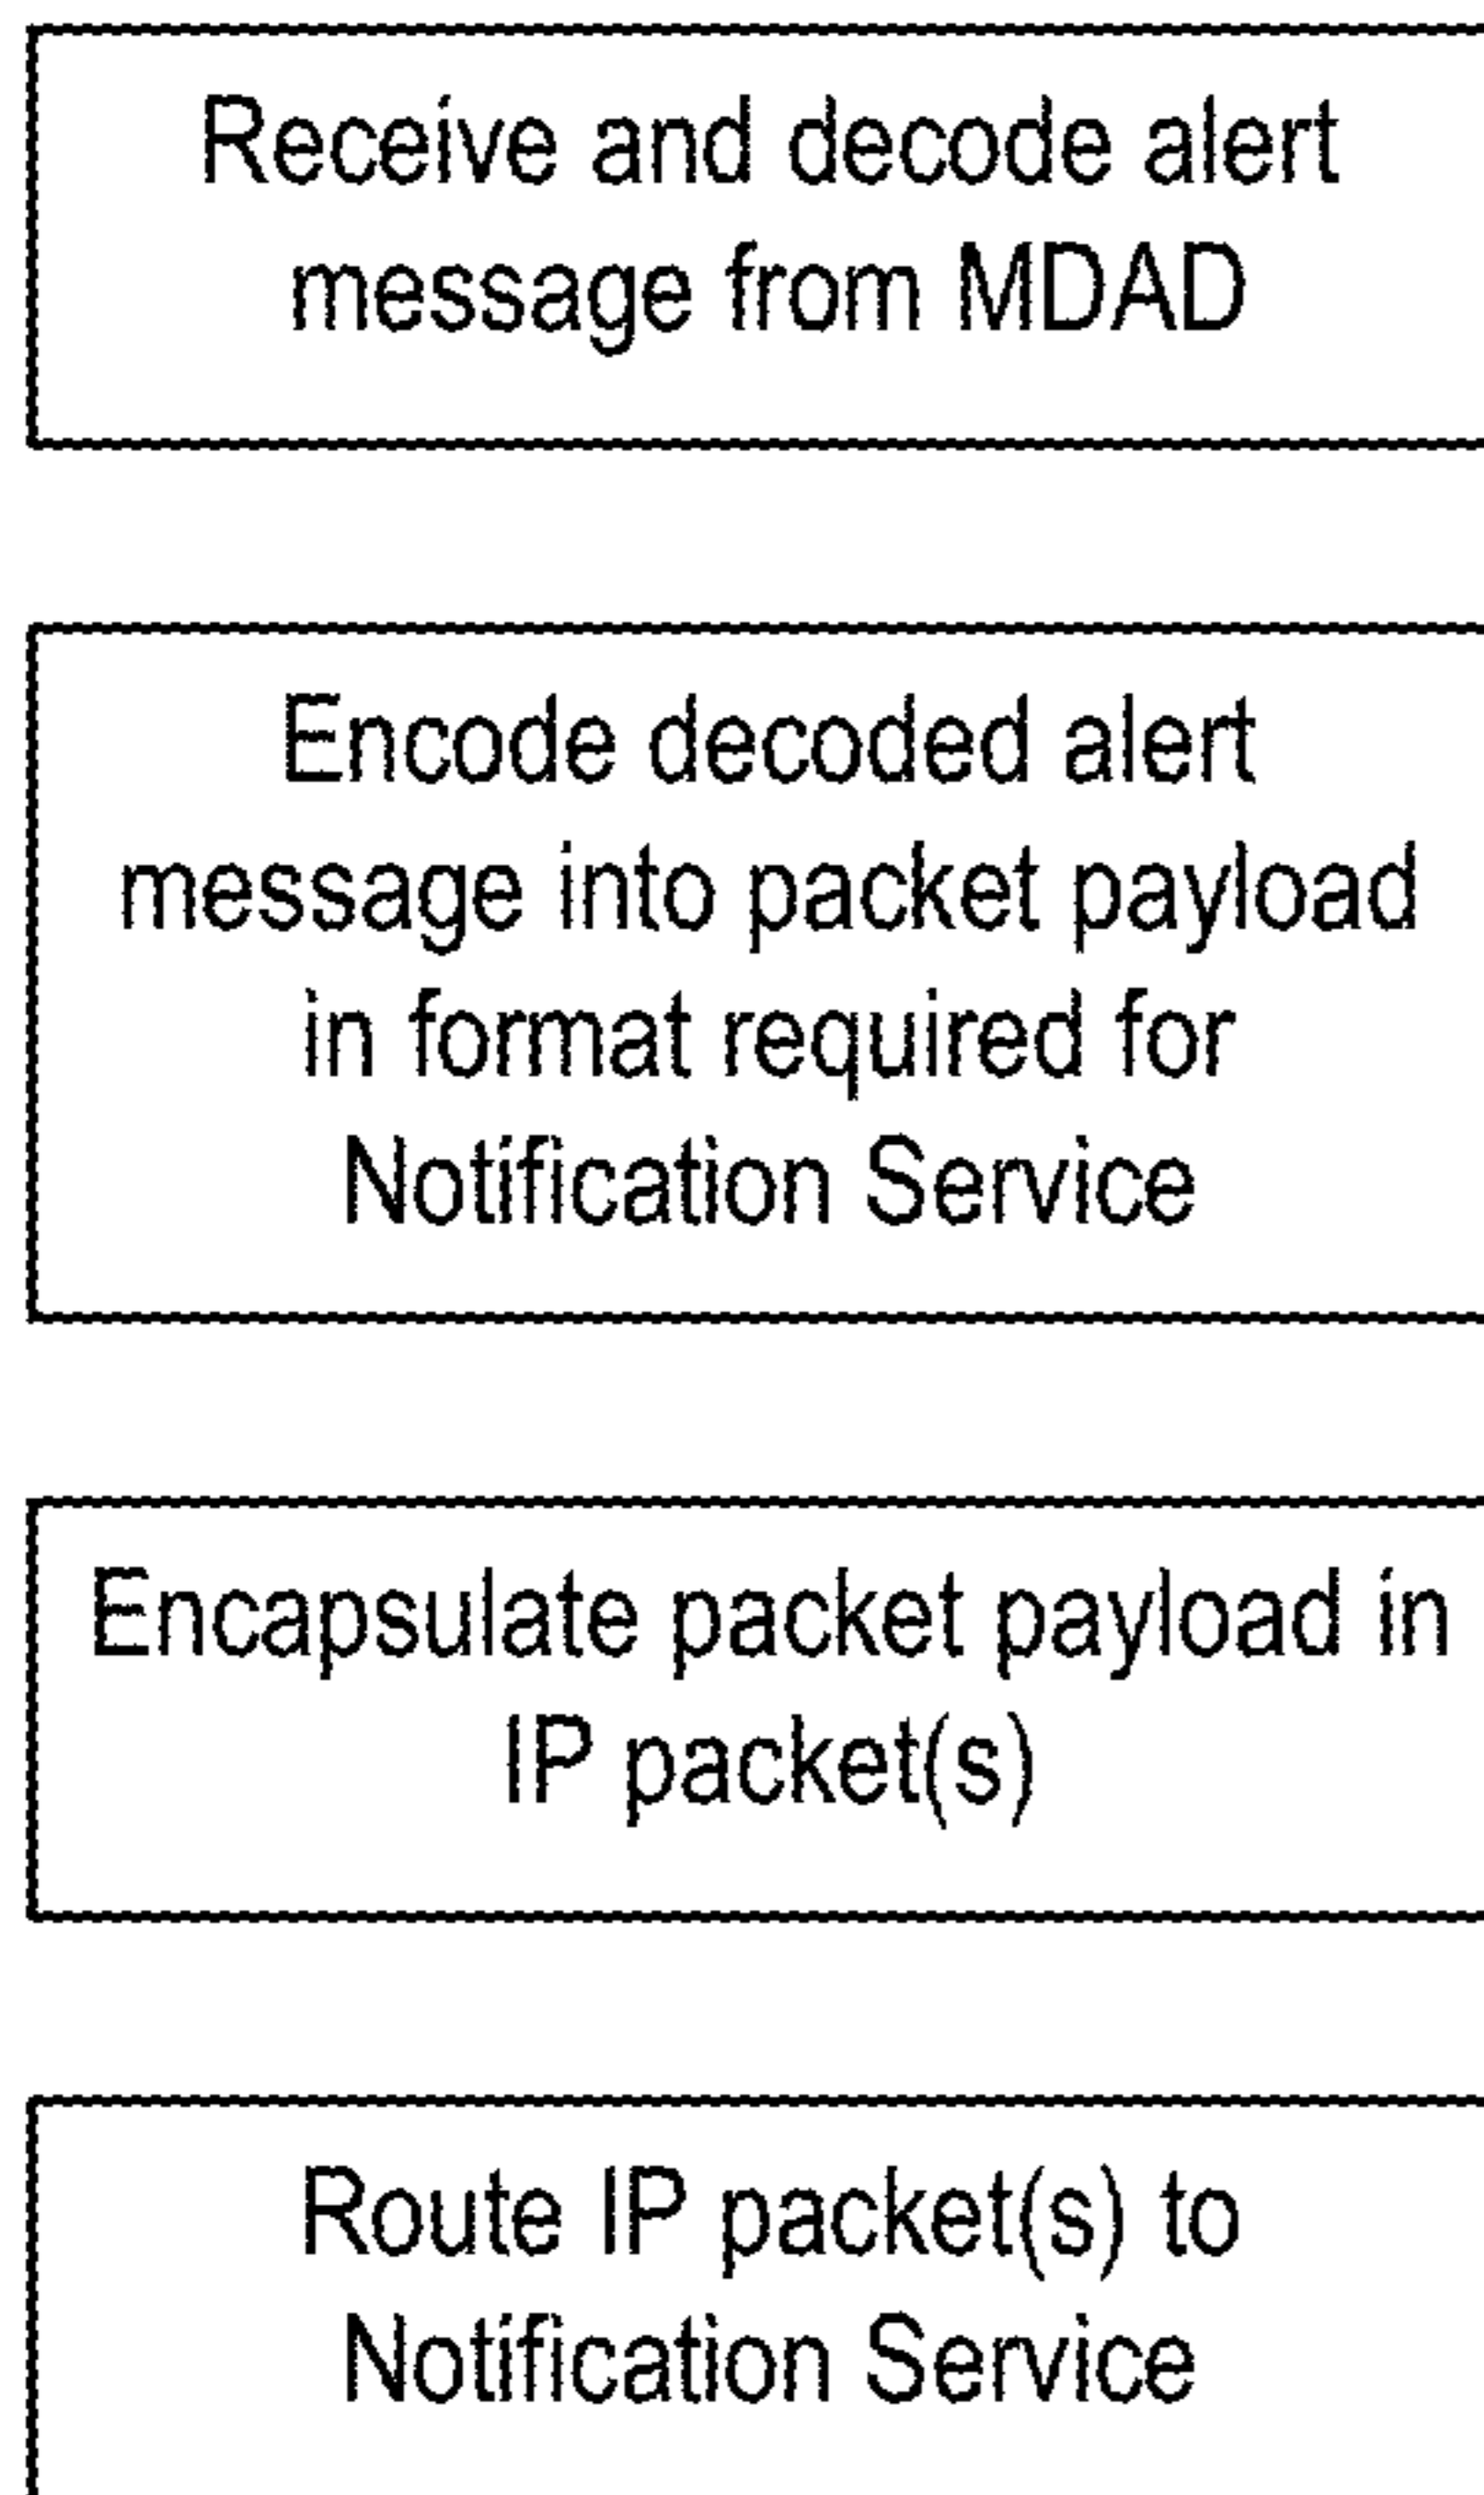 Receive and decode alert
message from MDAD
Encode decoded alert
message into packet payload
in format required for
Notification Service
Encapsulate packet payload in
IP packet(s)
Route IP packet(s) to
Notification Service